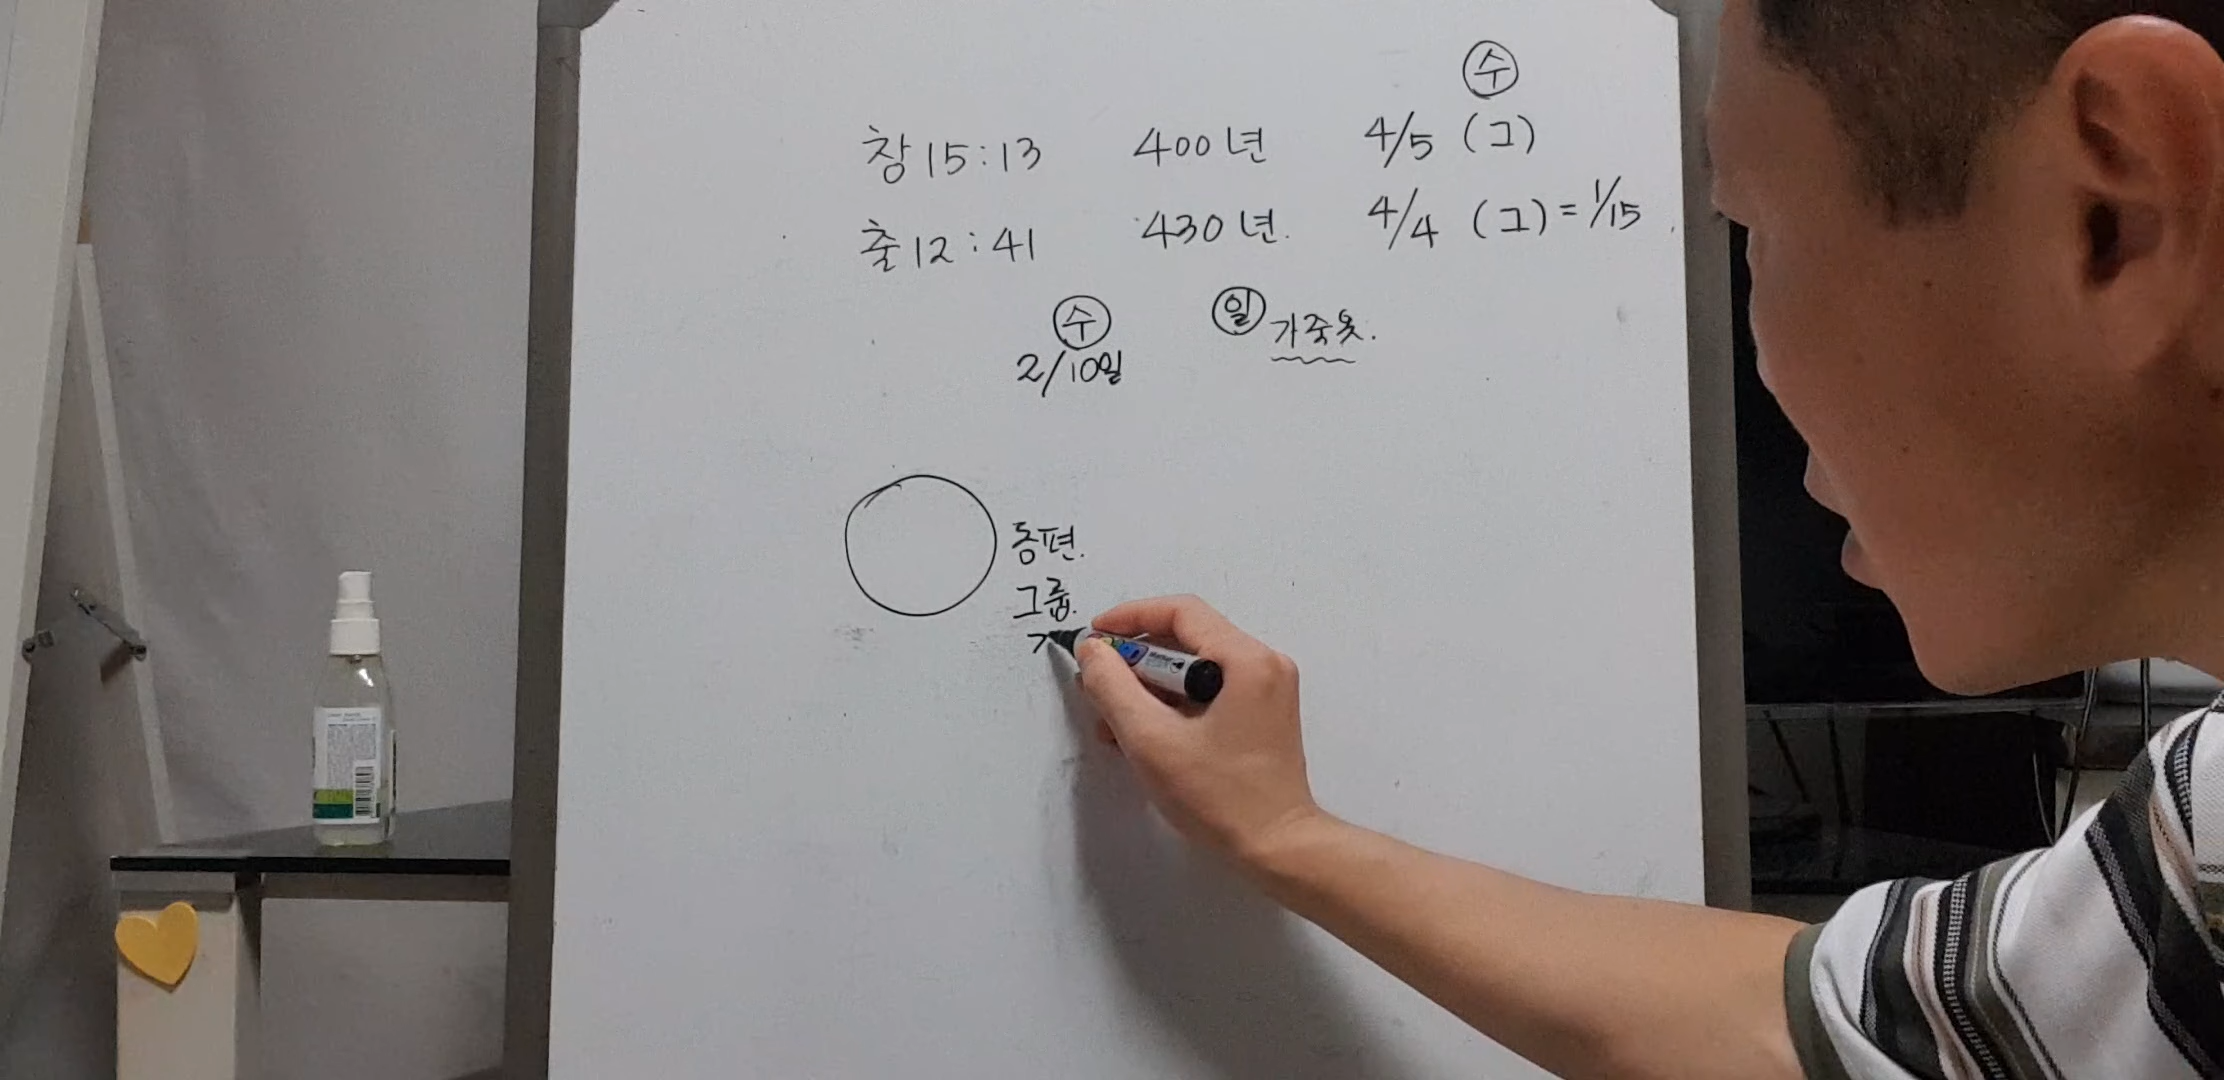 수
창 15:13 400년 4/5 (그)
출 12:41 430년. 4/4 (그) = 1/15
수 일 가죽옷.
2/10일
동편.
그룹.